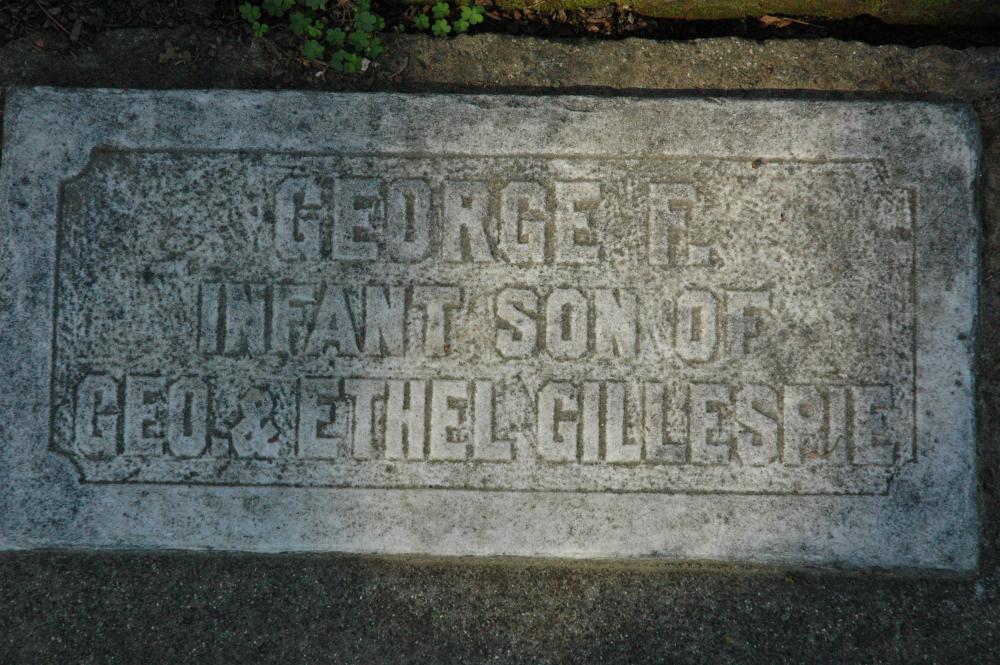 GEORGE F.
INFANT SON OF
GEO. & ETHEL GILLESPIE